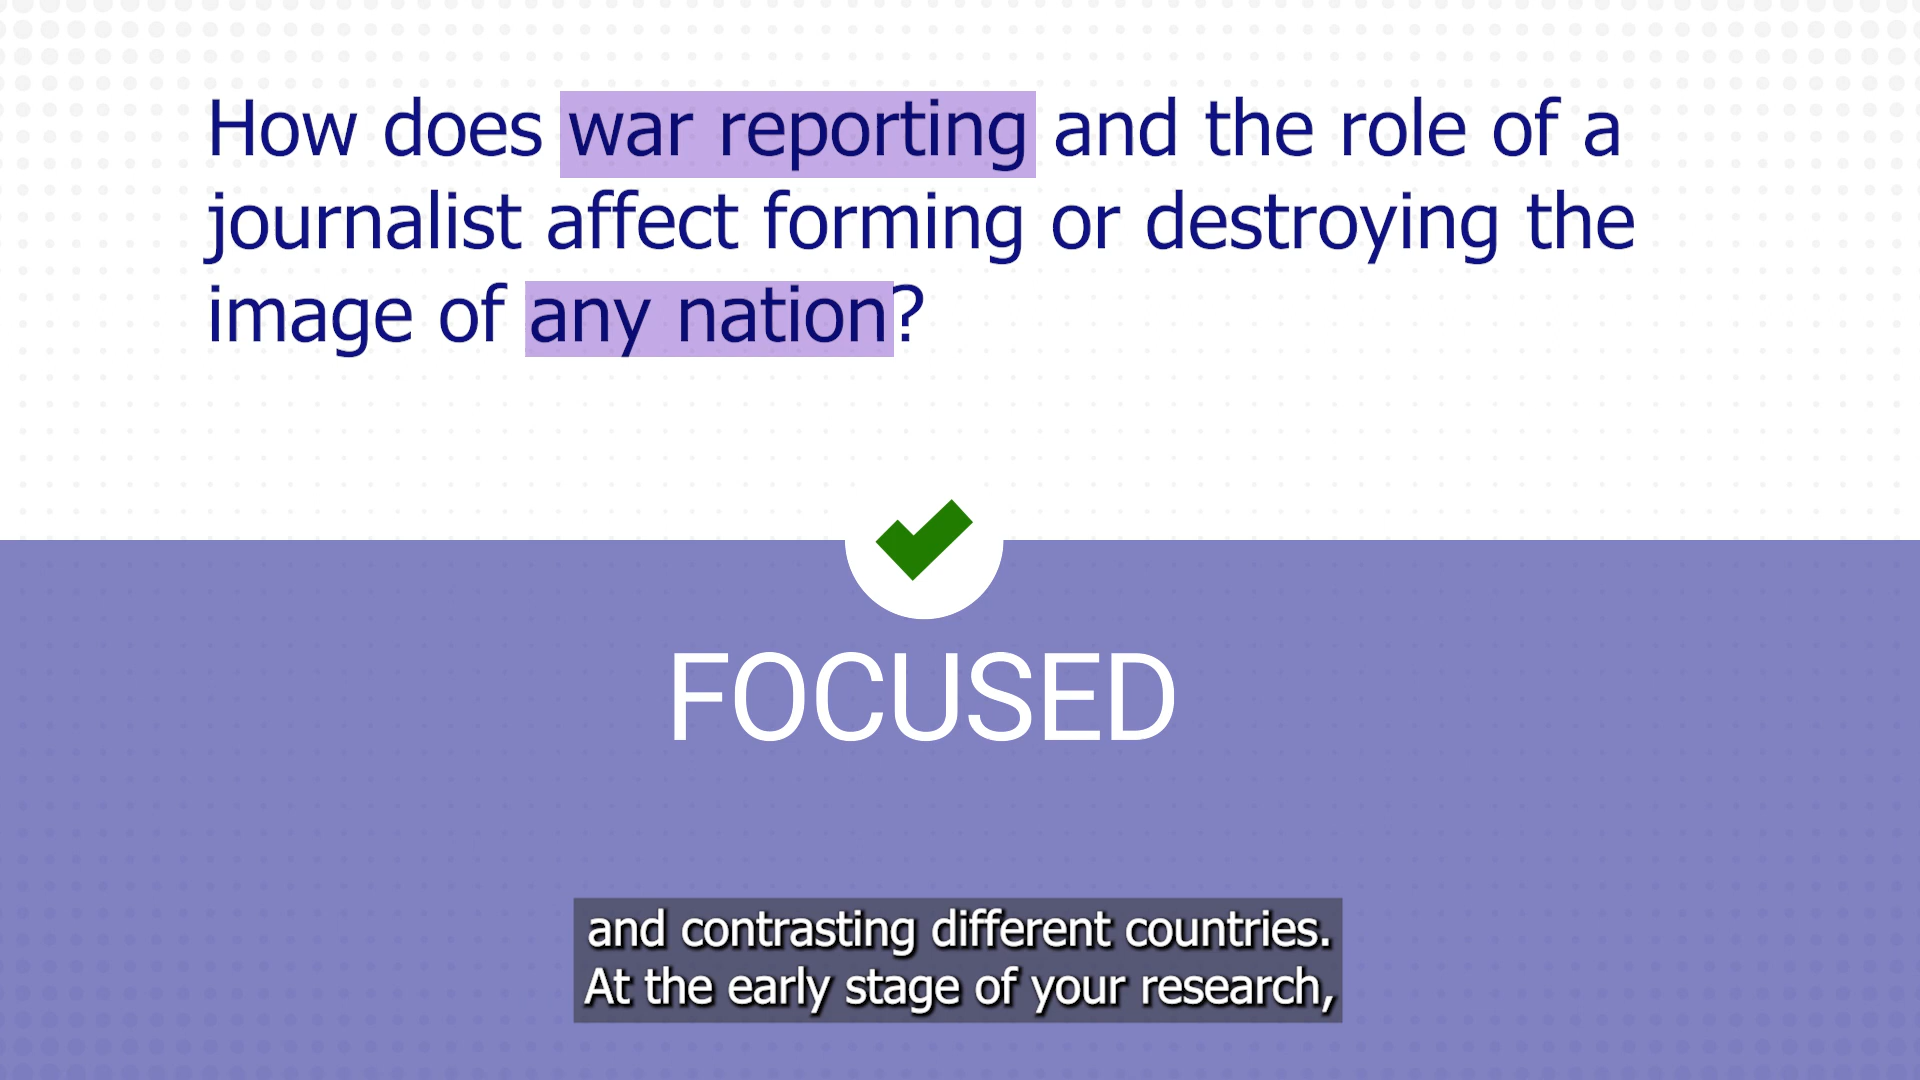 How does war reporting and the role of a
journalist affect forming or destroying the
image of any nation?
FOCUSED
and contrasting different countries.
At the early stage of your research,